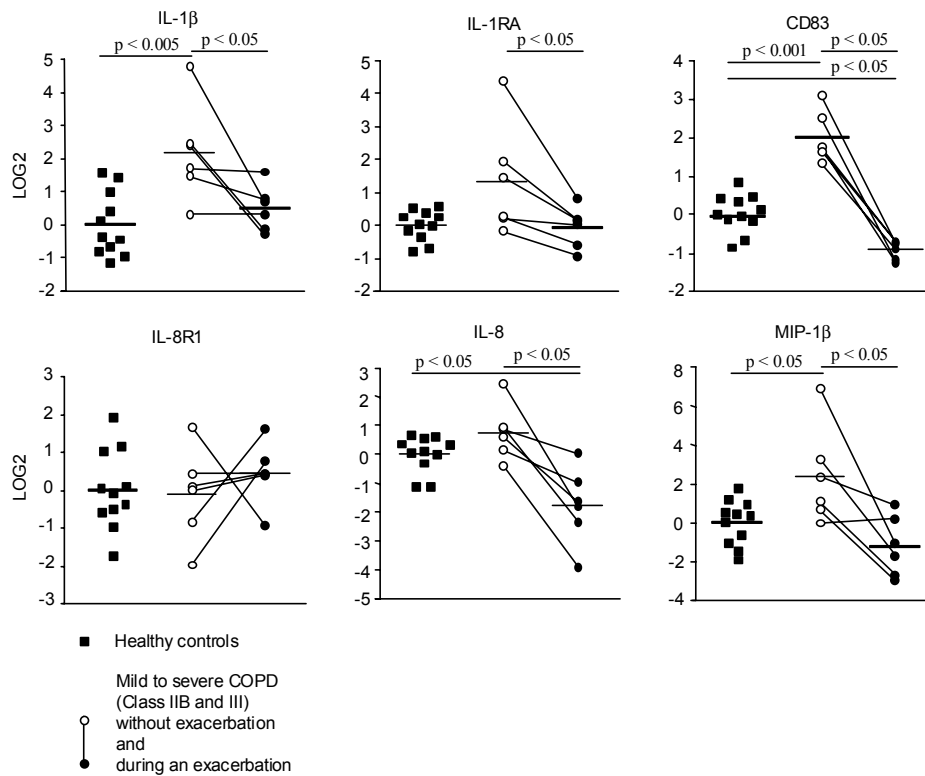 IL-1β
p < 0.005
p < 0.05
LOG2
5
4
3
2
1
0
-1
-2
IL-1RA
p < 0.05
5
4
3
2
1
0
-1
-2
CD83
p < 0.001
p < 0.05
p < 0.05
4
3
2
1
0
-1
-2
IL-8R1
LOG2
3
2
1
0
-1
-2
-3
IL-8
p < 0.05
p < 0.05
3
2
1
0
-1
-2
-3
-4
-5
MIP-1β
p < 0.05
p < 0.05
8
6
4
2
0
-2
-4
Healthy controls
Mild to severe COPD
(Class IIB and III)
without exacerbation
and
during an exacerbation